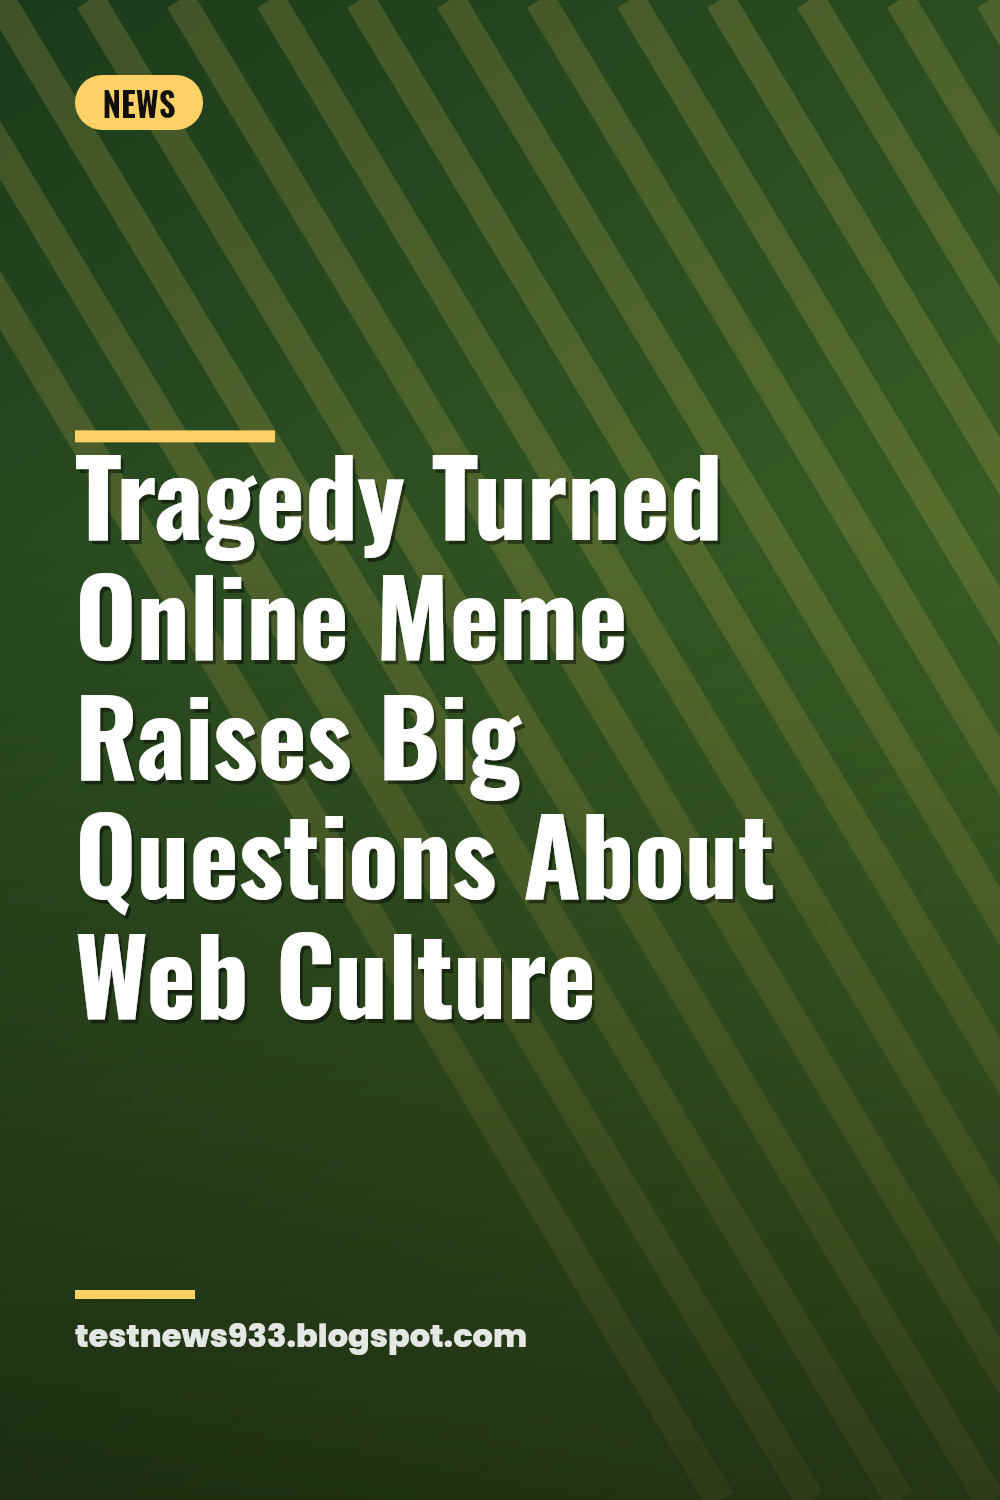 NEWS
Tragedy Turned
Online Meme
Raises Big
Questions About
Web Culture
testnews933.blogspot.com